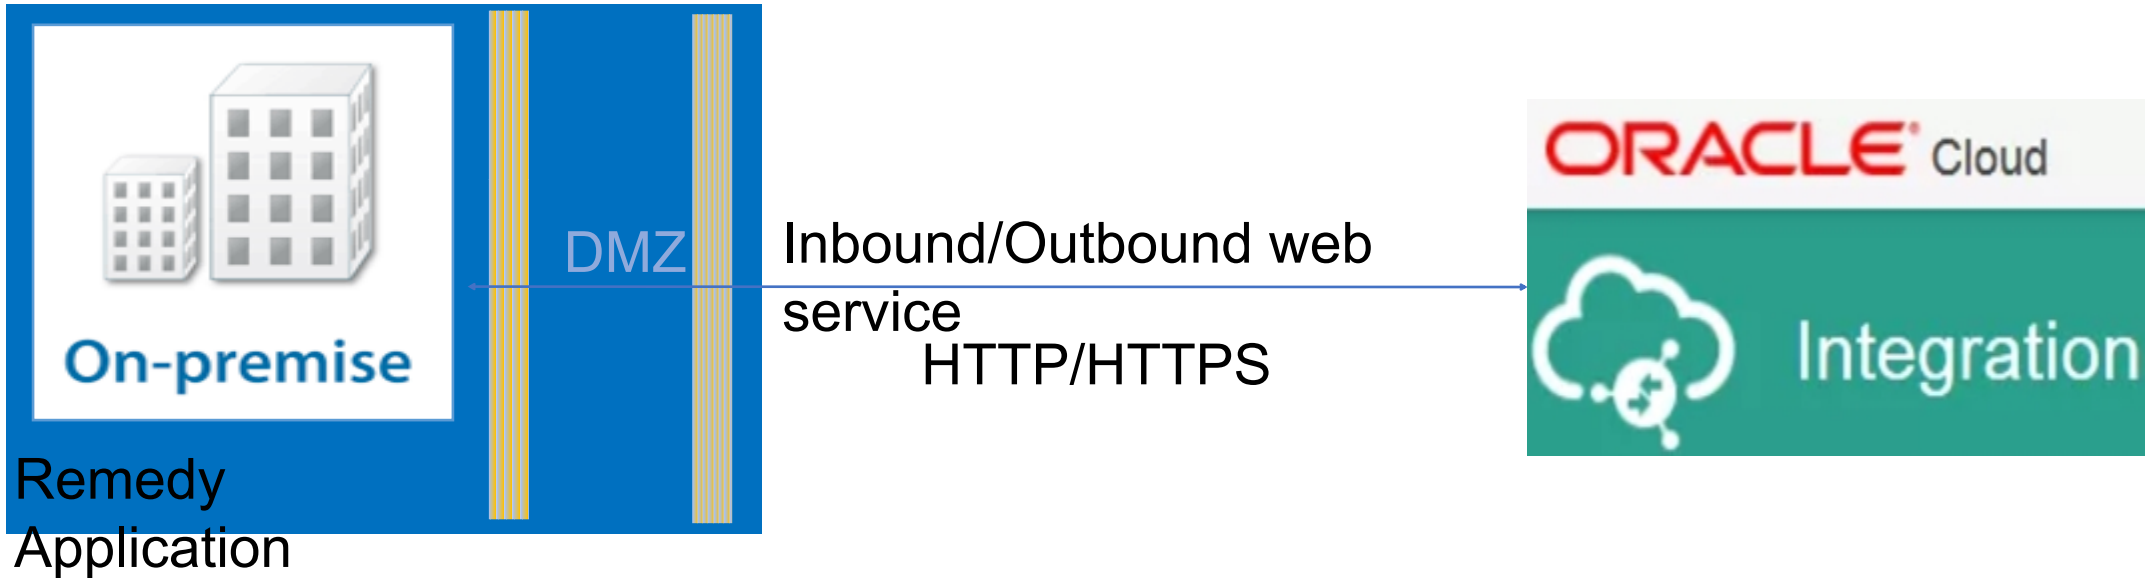 On-premise
Remedy
Application
DMZ
Inbound/Outbound web
service
HTTP/HTTPS
ORACLE® Cloud
Integration